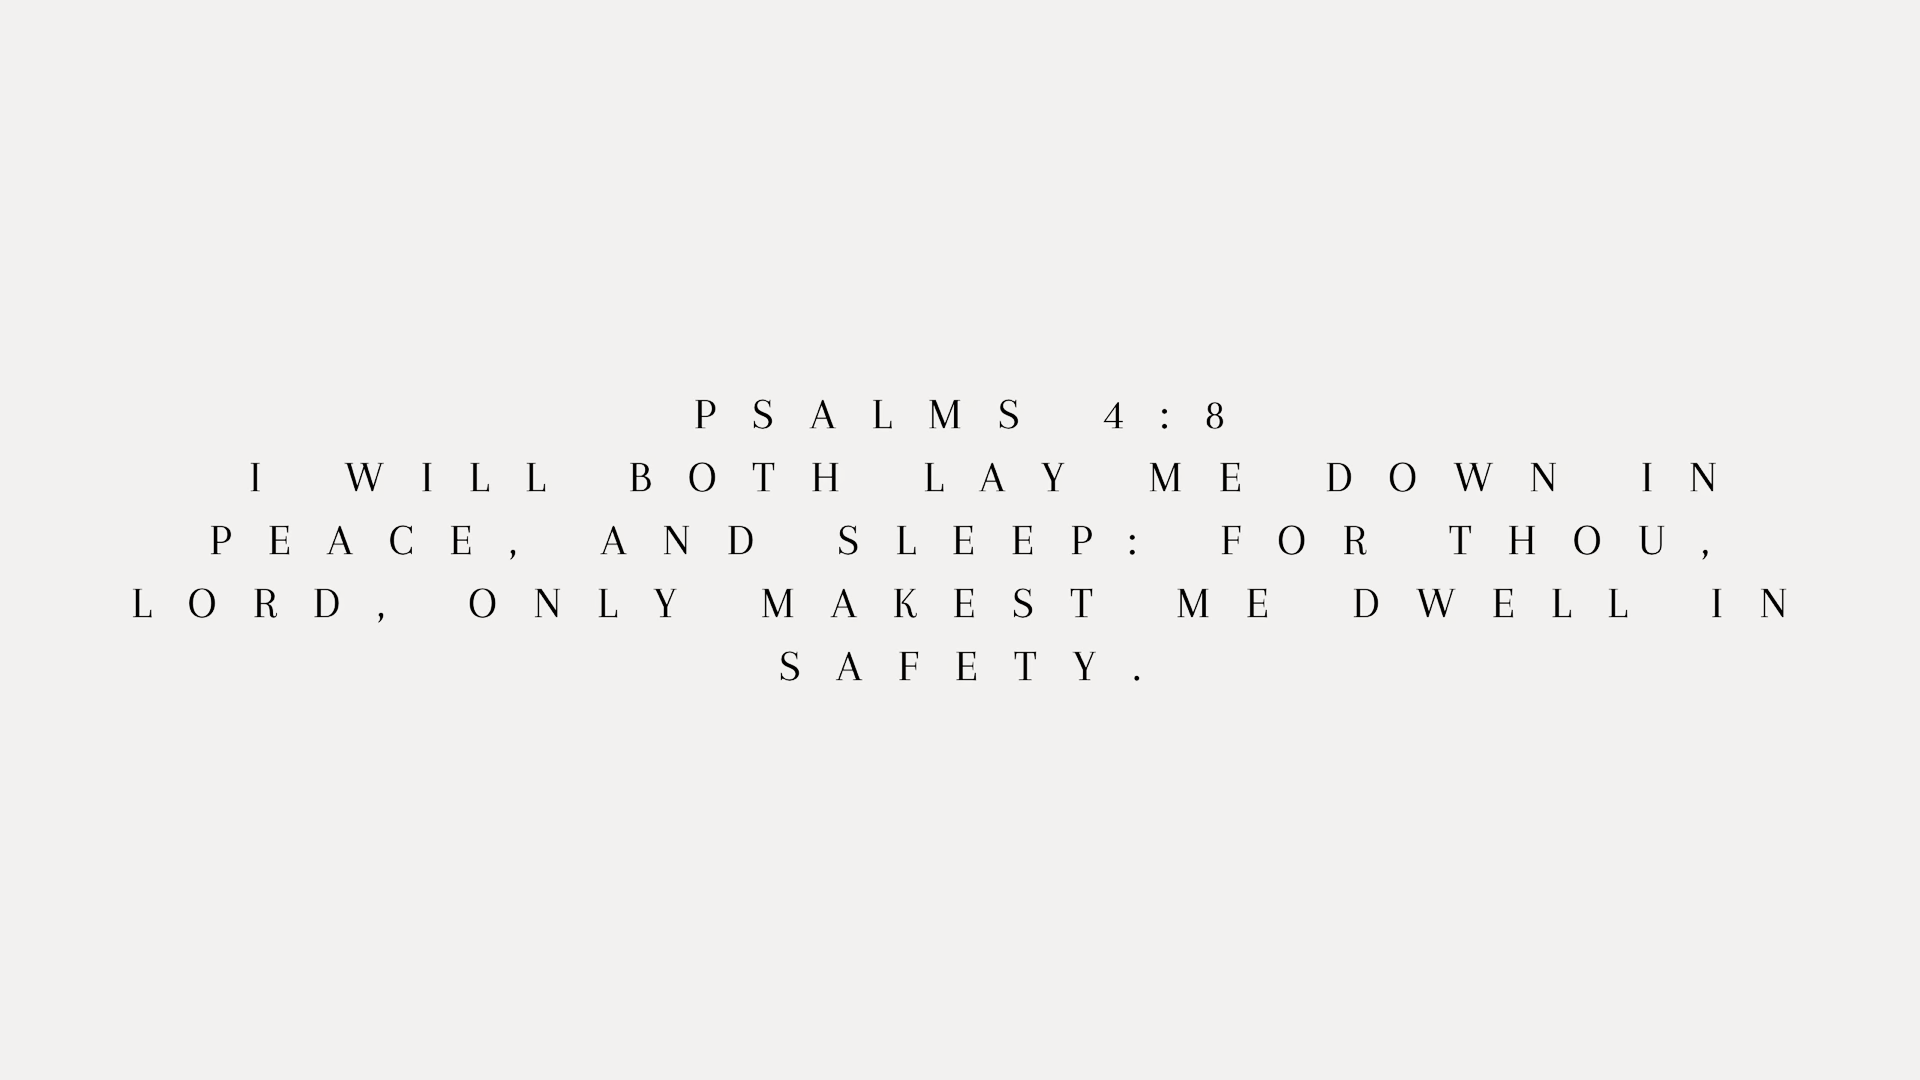 PSALMS 4:8
I WILL BOTH LAY ME DOWN IN
PEACE, AND SLEEP: FOR THOU,
LORD, ONLY MAKEST ME DWELL IN
SAFETY.